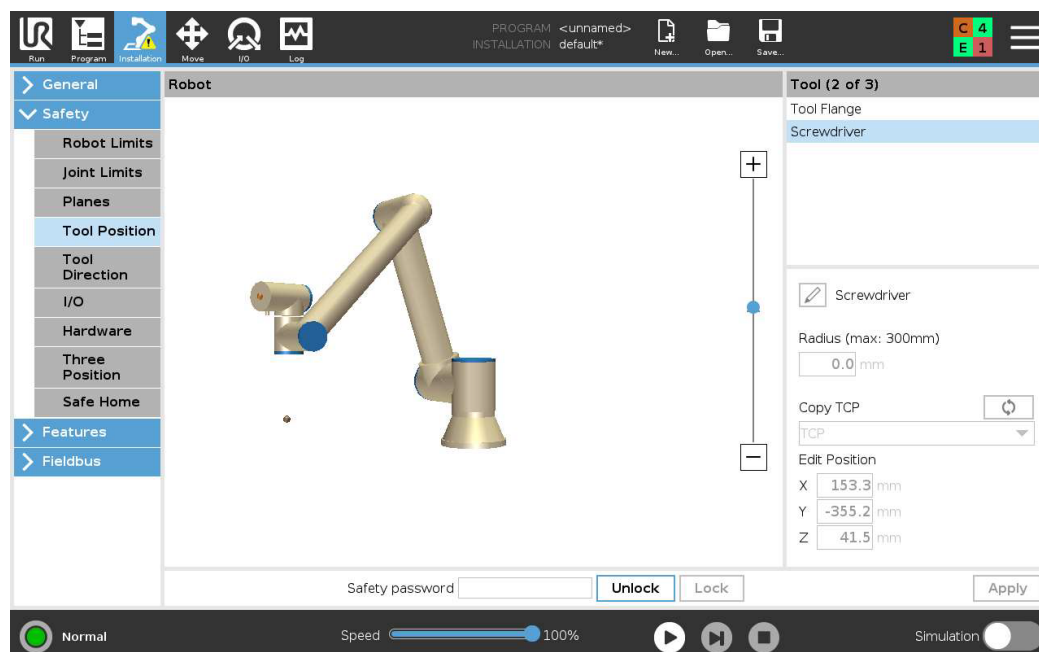 PROGRAM <unnamed>
INSTALLATION default*
UR
Run
Program
Installation
Move
I/O
Log
New...
Open...
Save...
C 4
E 1
General
Safety
Robot Limits
Joint Limits
Planes
Tool Position
Tool
Direction
I/O
Hardware
Three
Position
Safe Home
Features
Fieldbus
Robot
Tool (2 of 3)
Tool Flange
Screwdriver
Screwdriver
Radius (max: 300mm)
0.0 mm
Copy TCP
TCP
Edit Position
X 153.3 mm
Y -355.2 mm
Z 41.5 mm
Safety password
Unlock
Lock
Apply
Normal
Speed
100%
Simulation